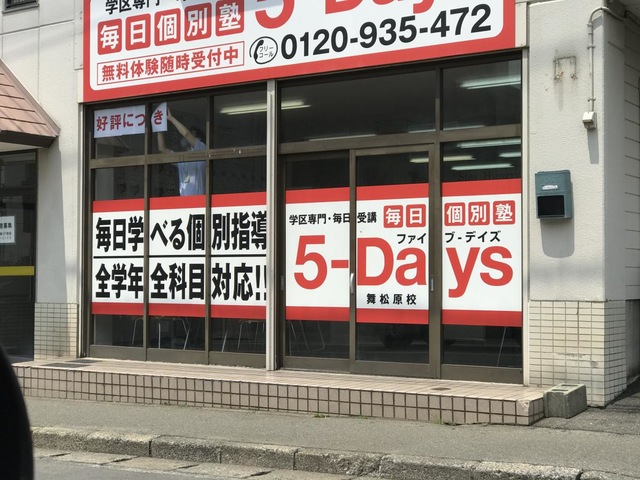 学区専門・毎
毎日個別塾 5-Days
無料体験随時受付中
フリーコール 0120-935-472
好評につき
毎日学べる個別指導
全学年全科目対応!!
学区専門・毎日受講 毎日個別塾
ファイブ-デイズ
5-Days
舞松原校